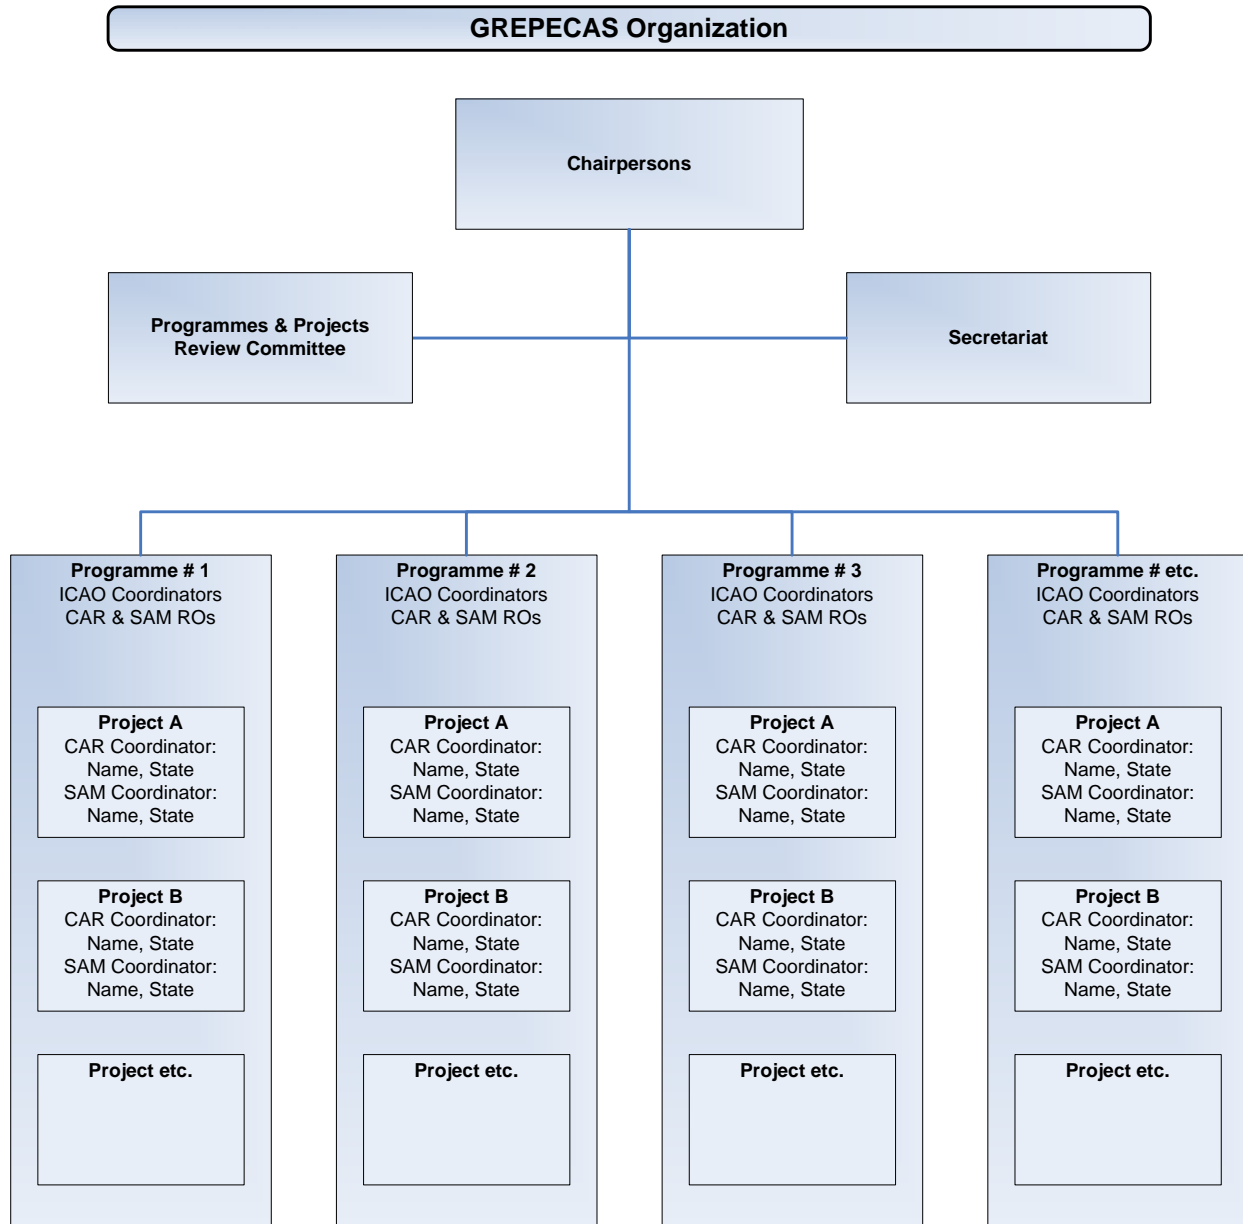 GREPECAS Organization
Chairpersons
Programmes & Projects
Review Committee
Secretariat
Programme # 1
ICAO Coordinators
CAR & SAM ROs
Project A
CAR Coordinator:
Name, State
SAM Coordinator:
Name, State
Project B
CAR Coordinator:
Name, State
SAM Coordinator:
Name, State
Project etc.
Programme # 2
ICAO Coordinators
CAR & SAM ROs
Project A
CAR Coordinator:
Name, State
SAM Coordinator:
Name, State
Project B
CAR Coordinator:
Name, State
SAM Coordinator:
Name, State
Project etc.
Programme # 3
ICAO Coordinators
CAR & SAM ROs
Project A
CAR Coordinator:
Name, State
SAM Coordinator:
Name, State
Project B
CAR Coordinator:
Name, State
SAM Coordinator:
Name, State
Project etc.
Programme # etc.
ICAO Coordinators
CAR & SAM ROs
Project A
CAR Coordinator:
Name, State
SAM Coordinator:
Name, State
Project B
CAR Coordinator:
Name, State
SAM Coordinator:
Name, State
Project etc.